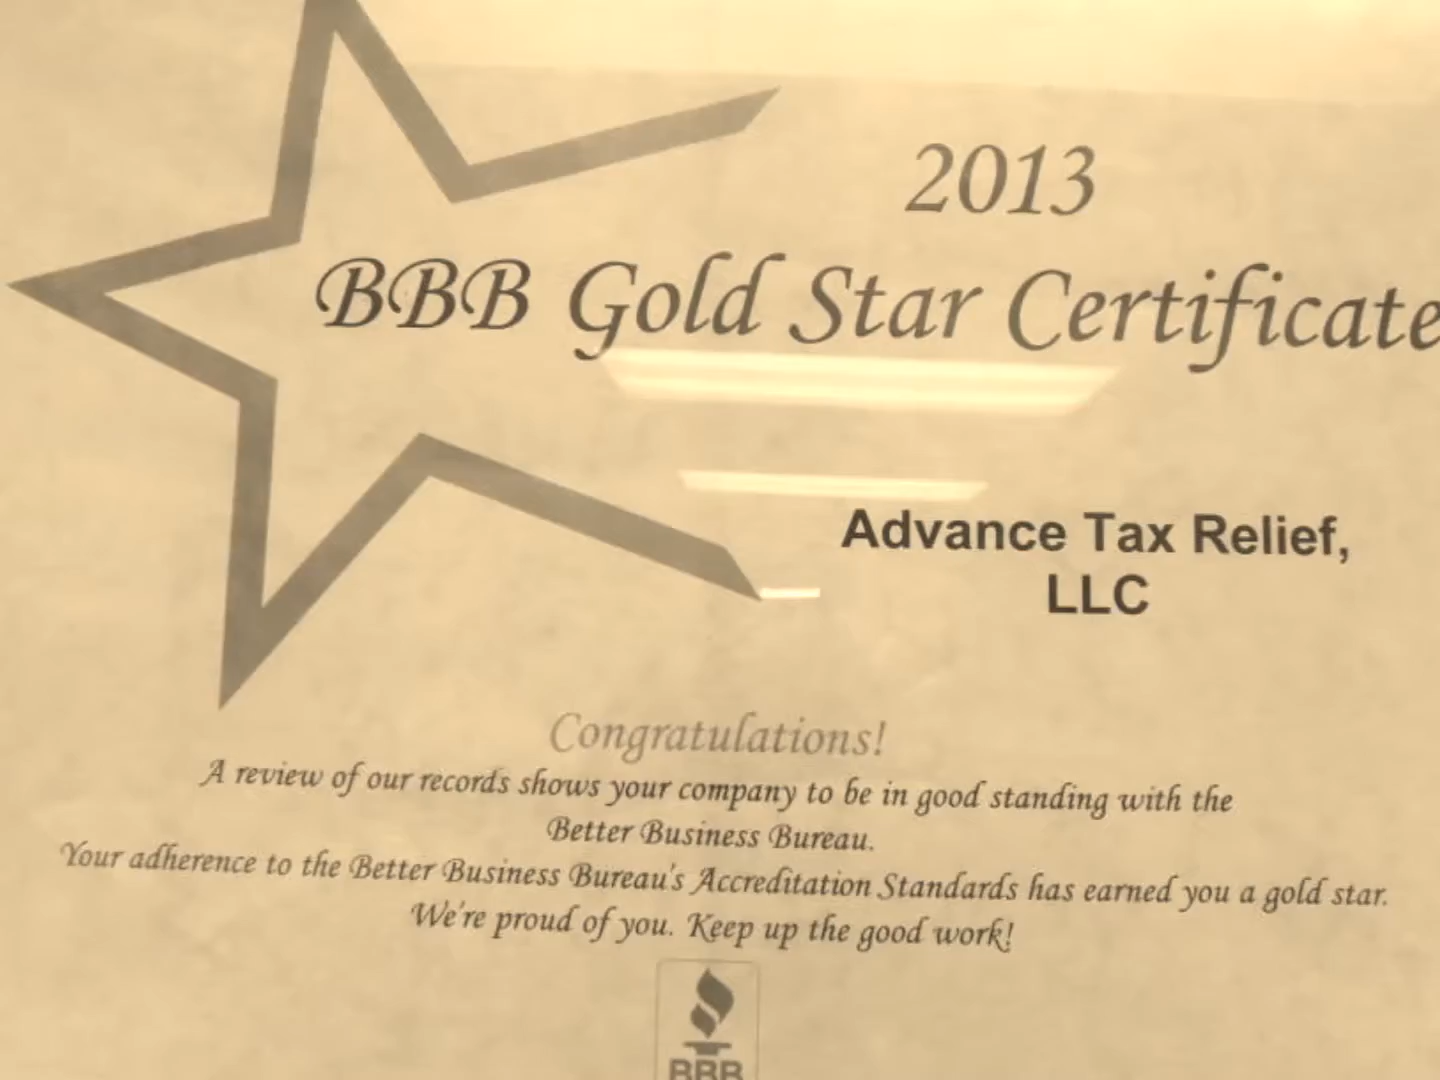 2013
BBB Gold Star Certificate
Advance Tax Relief,
LLC
Congratulations!
A review of our records shows your company to be in good standing with the
Better Business Bureau.
Your adherence to the Better Business Bureau's Accreditation Standards has earned you a gold star.
We're proud of you. Keep up the good work!
BBB